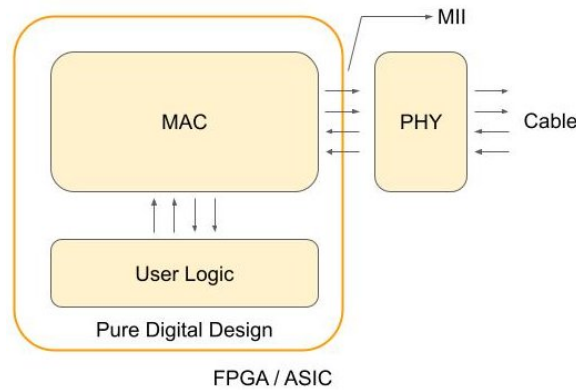 MII
MAC
PHY
Cable
User Logic
Pure Digital Design
FPGA / ASIC